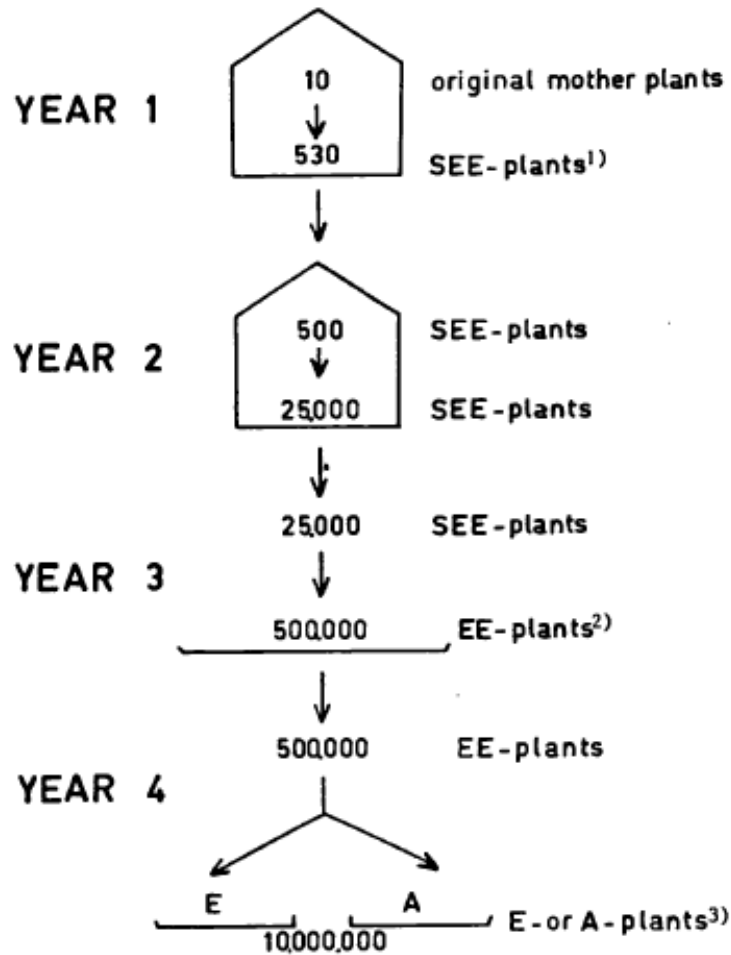 10 original mother plants
YEAR 1
530 SEE-plants¹⁾
500 SEE-plants
YEAR 2
25,000 SEE-plants
25,000 SEE-plants
YEAR 3
500,000 EE-plants²⁾
500,000 EE-plants
YEAR 4
E A E-or A-plants³⁾
10,000,000